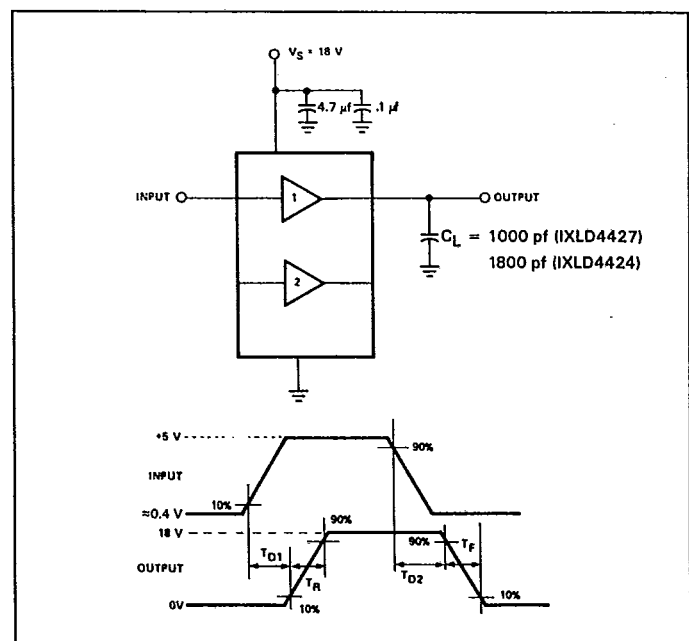 V_S = 18 V
4.7 µf
.1 µf
INPUT
1
OUTPUT
C_L = 1000 pf (IXLD4427)
1800 pf (IXLD4424)
2
+5 V
90%
INPUT
10%
≈0.4 V
18 V
90%
90%
T_F
T_D1
T_R
T_D2
OUTPUT
10%
10%
0V